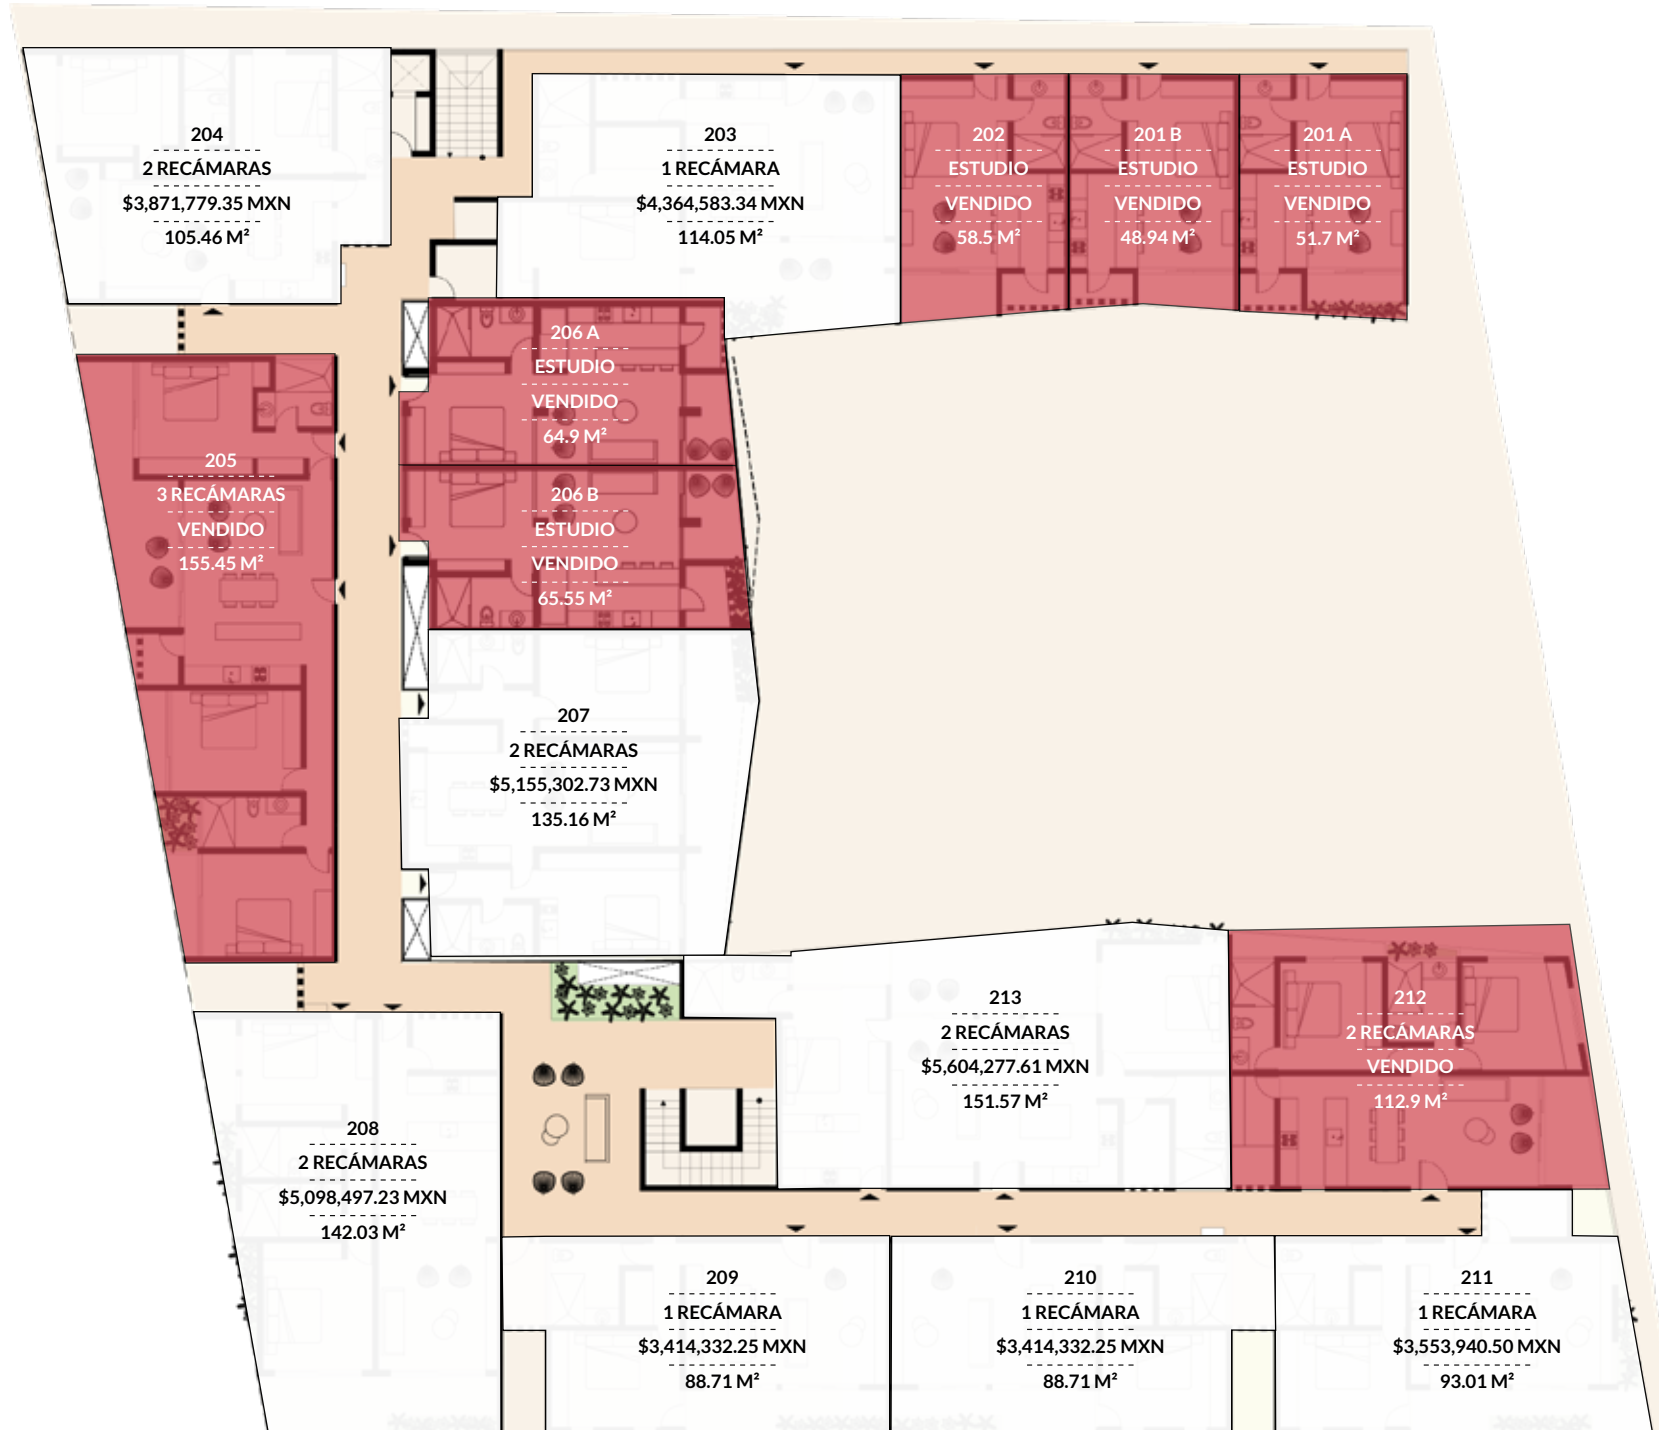 204
2 RECÁMARAS
$3,871,779.35 MXN
105.46 M²
203
1 RECÁMARA
$4,364,583.34 MXN
114.05 M²
202
ESTUDIO
VENDIDO
58.5 M²
201 B
ESTUDIO
VENDIDO
48.94 M²
201 A
ESTUDIO
VENDIDO
51.7 M²
206 A
ESTUDIO
VENDIDO
64.9 M²
205
3 RECÁMARAS
VENDIDO
155.45 M²
206 B
ESTUDIO
VENDIDO
65.55 M²
207
2 RECÁMARAS
$5,155,302.73 MXN
135.16 M²
213
2 RECÁMARAS
$5,604,277.61 MXN
151.57 M²
212
2 RECÁMARAS
VENDIDO
112.9 M²
208
2 RECÁMARAS
$5,098,497.23 MXN
142.03 M²
209
1 RECÁMARA
$3,414,332.25 MXN
88.71 M²
210
1 RECÁMARA
$3,414,332.25 MXN
88.71 M²
211
1 RECÁMARA
$3,553,940.50 MXN
93.01 M²